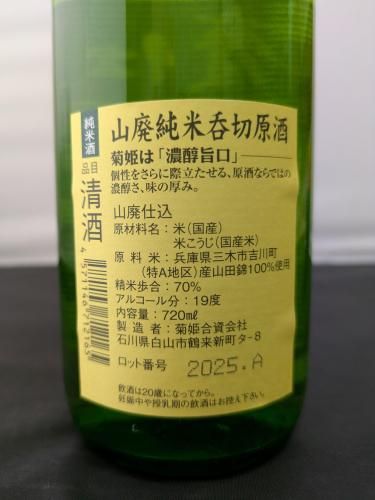 純米酒
品目
清酒
山廃純米呑切原酒
菊姫は「濃醇旨口」
個性をさらに際立たせる、原酒ならではの
濃醇さ、味の厚み。
山廃仕込
原材料名：米(国産)
米こうじ(国産米)
原料米：兵庫県三木市吉川町
(特A地区)産山田錦100%使用
精米歩合：70%
アルコール分：19度
内容量：720mℓ
製造者：菊姫合資会社
石川県白山市鶴来新町タ-8
ロット番号 2025.A
飲酒は20歳になってから。
妊娠中や授乳期の飲酒はお控え下さい。